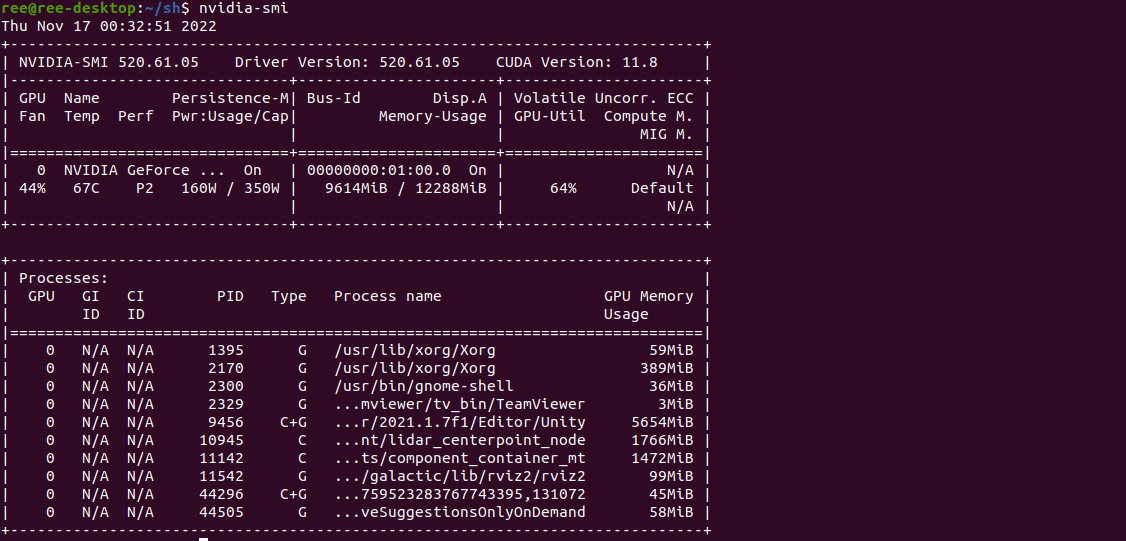 ree@ree-desktop:~/sh$ nvidia-smi
Thu Nov 17 00:32:51 2022
+-----------------------------------------------------------------------------+
| NVIDIA-SMI 520.61.05    Driver Version: 520.61.05    CUDA Version: 11.8     |
|-------------------------------+----------------------+----------------------+
| GPU  Name        Persistence-M| Bus-Id        Disp.A | Volatile Uncorr. ECC |
| Fan  Temp  Perf  Pwr:Usage/Cap|         Memory-Usage | GPU-Util  Compute M. |
|                               |                      |               MIG M. |
|===============================+======================+======================|
|   0  NVIDIA GeForce ...  On   | 00000000:01:00.0  On |                  N/A |
| 44%   67C    P2   160W / 350W |   9614MiB / 12288MiB |     64%      Default |
|                               |                      |                  N/A |
+-------------------------------+----------------------+----------------------+
+-----------------------------------------------------------------------------+
| Processes:                                                                  |
|  GPU   GI   CI        PID   Type   Process name                  GPU Memory |
|        ID   ID                                                   Usage      |
|=============================================================================|
|    0   N/A  N/A      1395      G   /usr/lib/xorg/Xorg                 59MiB |
|    0   N/A  N/A      2170      G   /usr/lib/xorg/Xorg                389MiB |
|    0   N/A  N/A      2300      G   /usr/bin/gnome-shell               36MiB |
|    0   N/A  N/A      2329      G   ...mviewer/tv_bin/TeamViewer        3MiB |
|    0   N/A  N/A      9456    C+G   ...r/2021.1.7f1/Editor/Unity     5654MiB |
|    0   N/A  N/A     10945      C   ...nt/lidar_centerpoint_node     1766MiB |
|    0   N/A  N/A     11142      C   ...ts/component_container_mt     1472MiB |
|    0   N/A  N/A     11542      G   .../galactic/lib/rviz2/rviz2       99MiB |
|    0   N/A  N/A     44296    C+G   ...759523283767743395,131072       45MiB |
|    0   N/A  N/A     44505      G   ...veSuggestionsOnlyOnDemand       58MiB |
+-----------------------------------------------------------------------------+